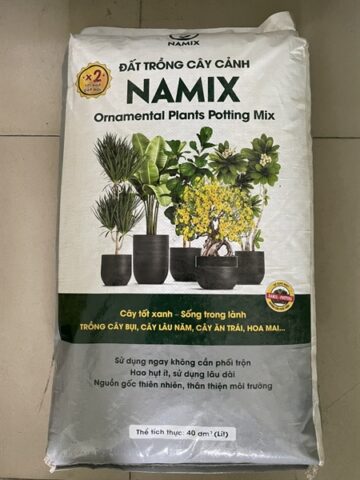 NAMIX
ĐẤT TRỒNG CÂY CẢNH
x2
NAMIX
Ornamental Plants Potting Mix
Cây tốt xanh - Sống trong lành
TRỒNG CÂY BỤI, CÂY LÂU NĂM, CÂY ĂN TRÁI, HOA MAI...
Sử dụng ngay không cần phối trộn
Hao hụt ít, sử dụng lâu dài
Nguồn gốc thiên nhiên, thân thiện môi trường
Thể tích thực: 40 dm³ (Lít)